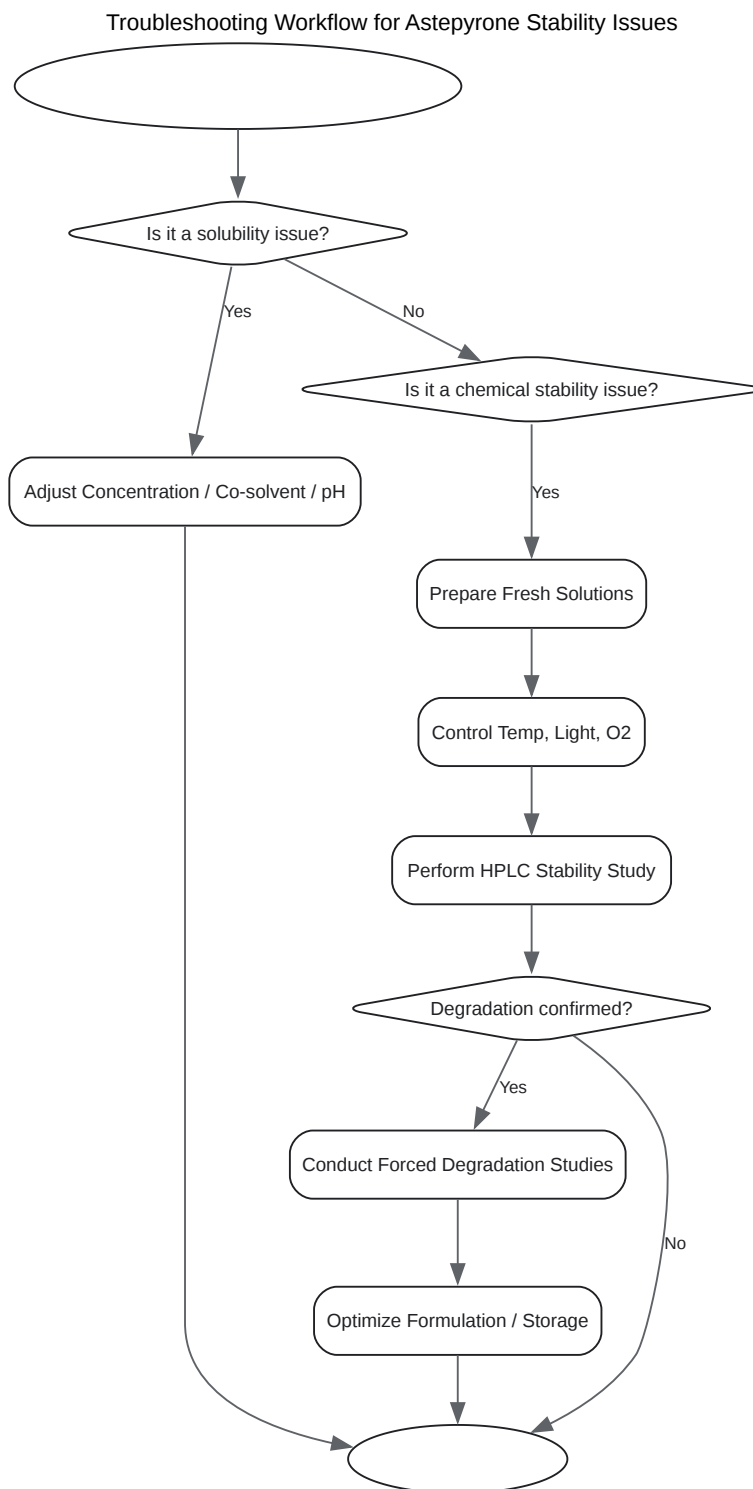 Troubleshooting Workflow for Astepyrone Stability Issues
Is it a solubility issue?
Yes
No
Is it a chemical stability issue?
Adjust Concentration / Co-solvent / pH
Yes
Prepare Fresh Solutions
Control Temp, Light, O2
Perform HPLC Stability Study
Degradation confirmed?
Yes
Conduct Forced Degradation Studies
No
Optimize Formulation / Storage